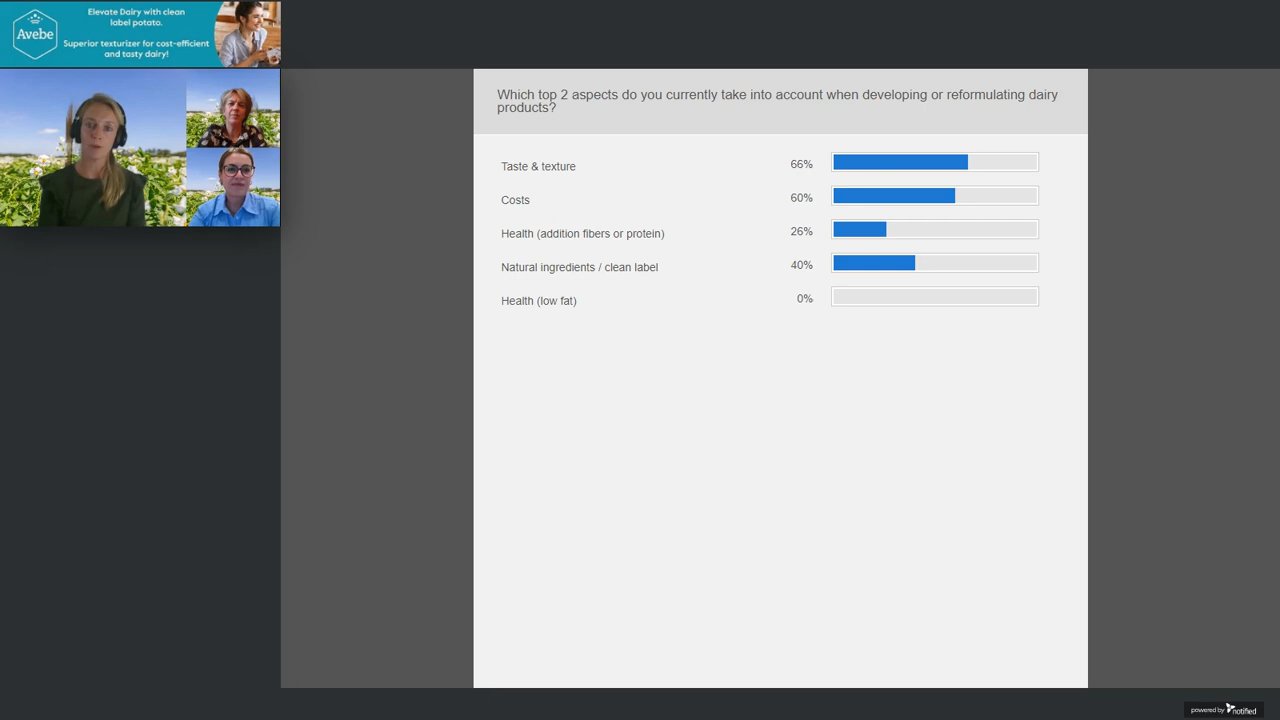 Avebe
Elevate Dairy with clean
label potato.
Superior texturizer for cost-efficient
and tasty dairy!
Which top 2 aspects do you currently take into account when developing or reformulating dairy
products?
Taste & texture 66%
Costs 60%
Health (addition fibers or protein) 26%
Natural ingredients / clean label 40%
Health (low fat) 0%
powered by notified